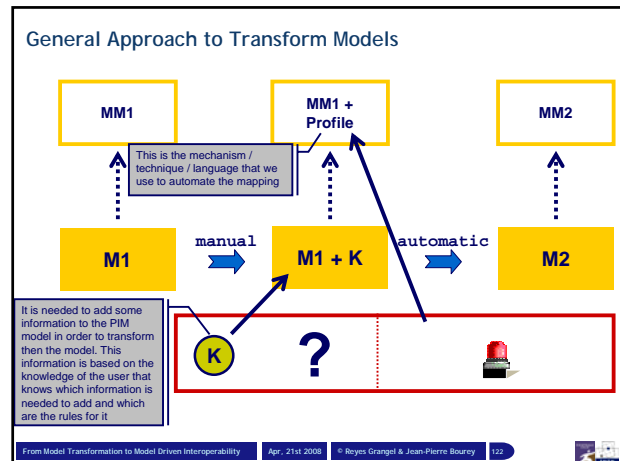 General Approach to Transform Models
MM1
MM1 +
Profile
MM2
This is the mechanism /
technique / language that we
use to automate the mapping
M1
manual
M1 + K
automatic
M2
It is needed to add some
information to the PIM
model in order to transform
then the model. This
information is based on the
knowledge of the user that
knows which information is
needed to add and which
are the rules for it
K
?
From Model Transformation to Model Driven Interoperability
Apr, 21st 2008
© Reyes Grangel & Jean-Pierre Bourey
122